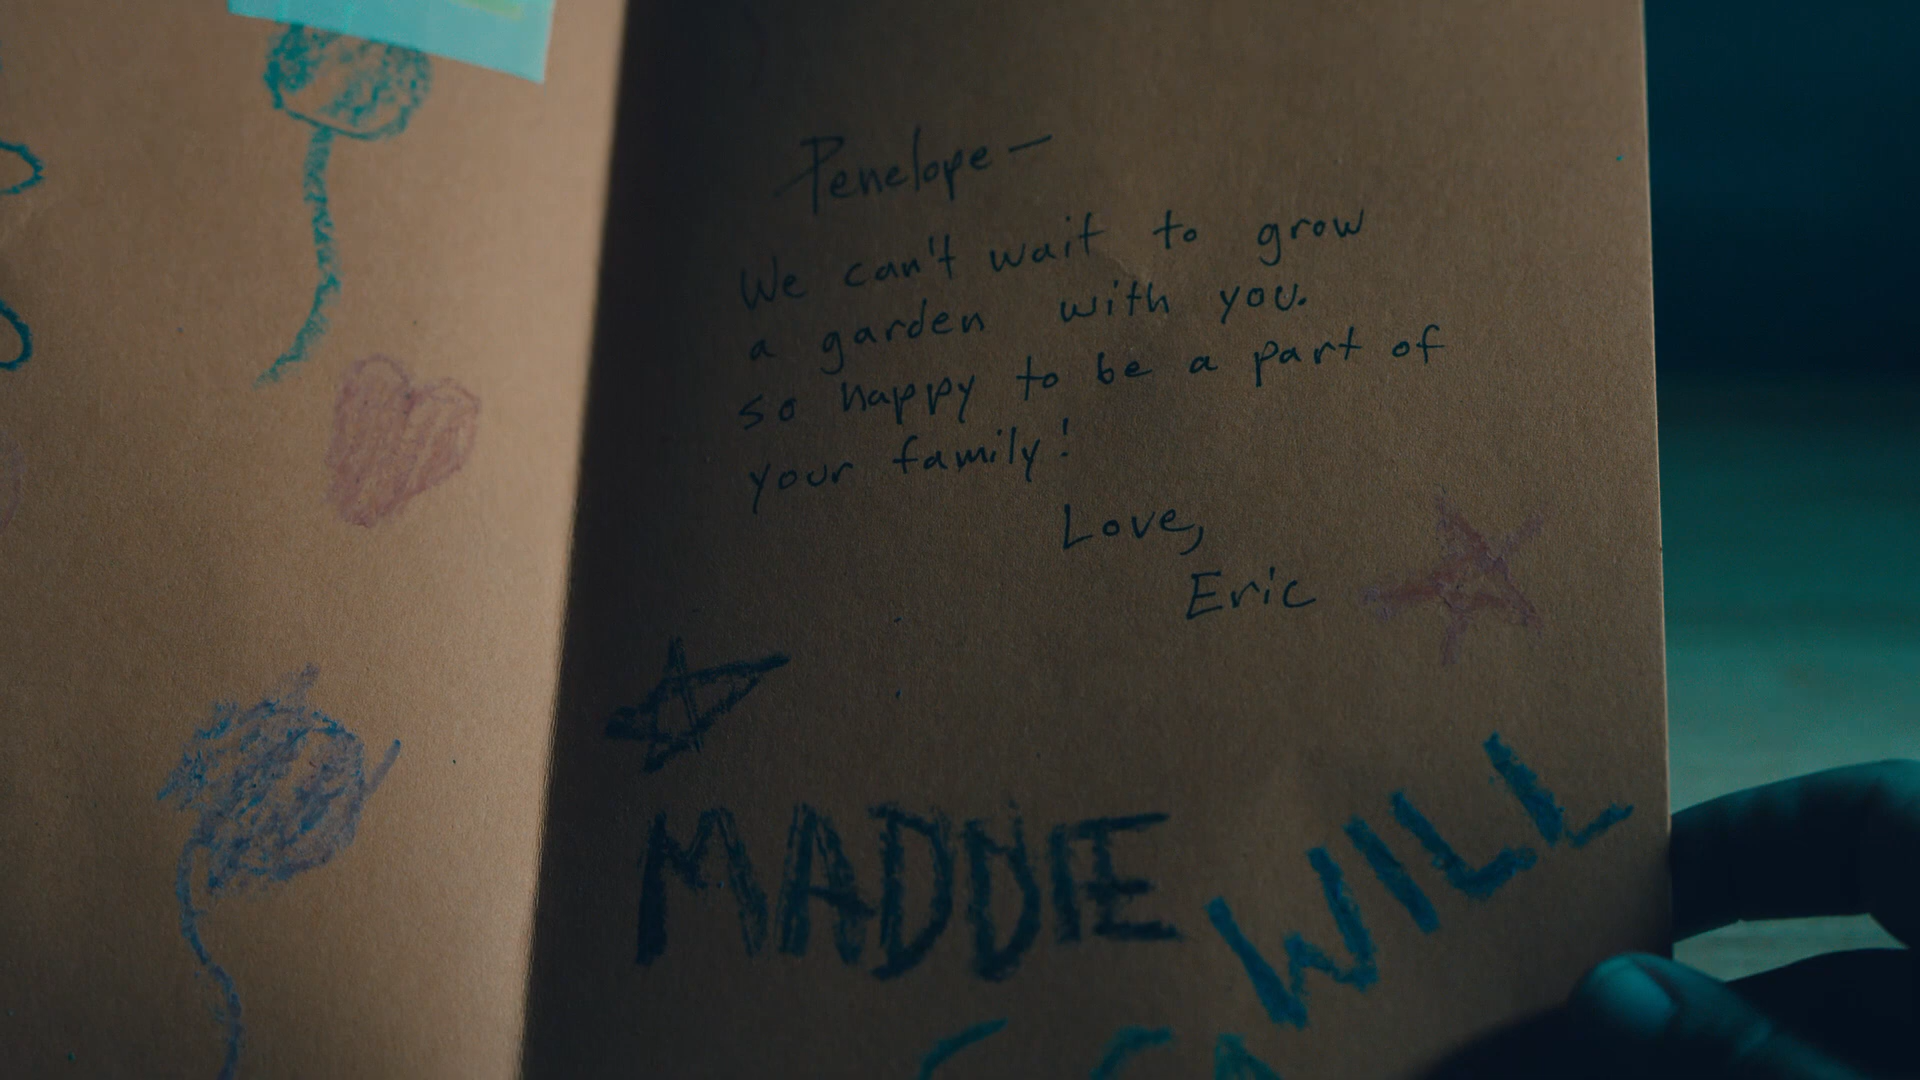 Penelope —
We can't wait to grow
a garden with you.
so happy to be a part of
your family!
Love,
Eric
MADDIE
WILL